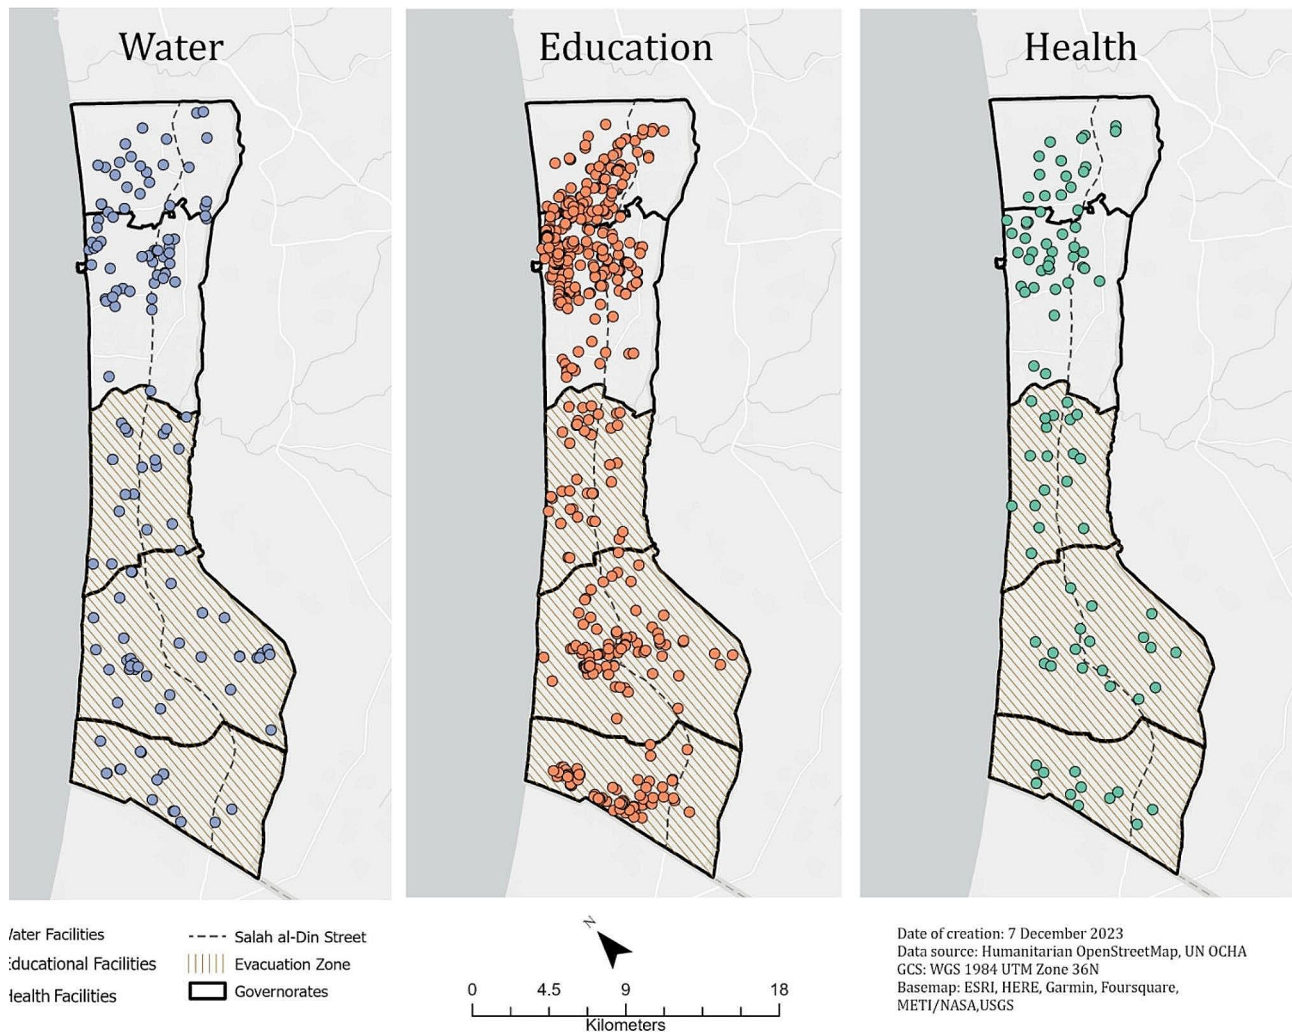 Water
Education
Health
ater Facilities
Educational Facilities
Health Facilities
Salah al-Din Street
Evacuation Zone
Governorates
N
0 4.5 9 18
Kilometers
Date of creation: 7 December 2023
Data source: Humanitarian OpenStreetMap, UN OCHA
GCS: WGS 1984 UTM Zone 36N
Basemap: ESRI, HERE, Garmin, Foursquare,
METI/NASA,USGS